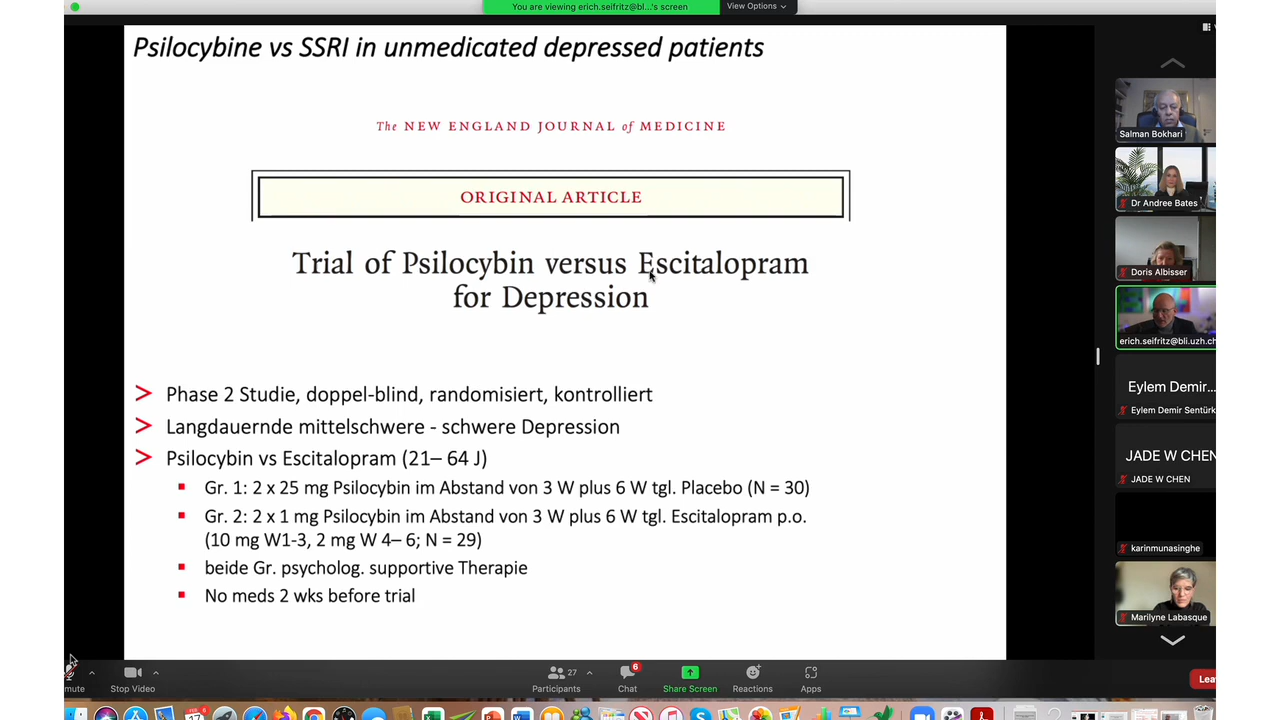 You are viewing erich.seifritz@bl...'s screen
View Options
Psilocybine vs SSRI in unmedicated depressed patients
The NEW ENGLAND JOURNAL of MEDICINE
ORIGINAL ARTICLE
Trial of Psilocybin versus Escitalopram
for Depression
> Phase 2 Studie, doppel-blind, randomisiert, kontrolliert
> Langdauernde mittelschwere - schwere Depression
> Psilocybin vs Escitalopram (21– 64 J)
▪ Gr. 1: 2 x 25 mg Psilocybin im Abstand von 3 W plus 6 W tgl. Placebo (N = 30)
▪ Gr. 2: 2 x 1 mg Psilocybin im Abstand von 3 W plus 6 W tgl. Escitalopram p.o.
(10 mg W1-3, 2 mg W 4– 6; N = 29)
▪ beide Gr. psycholog. supportive Therapie
▪ No meds 2 wks before trial
Salman Bokhari
Dr Andree Bates
Doris Albisser
erich.seifritz@bli.uzh.ch
Eylem Demir...
Eylem Demir Sentürk
JADE W CHEN
JADE W CHEN
karinmunasinghe
Marilyne Labasque
mute
Stop Video
27
Participants
6
Chat
Share Screen
Reactions
Apps
Lea